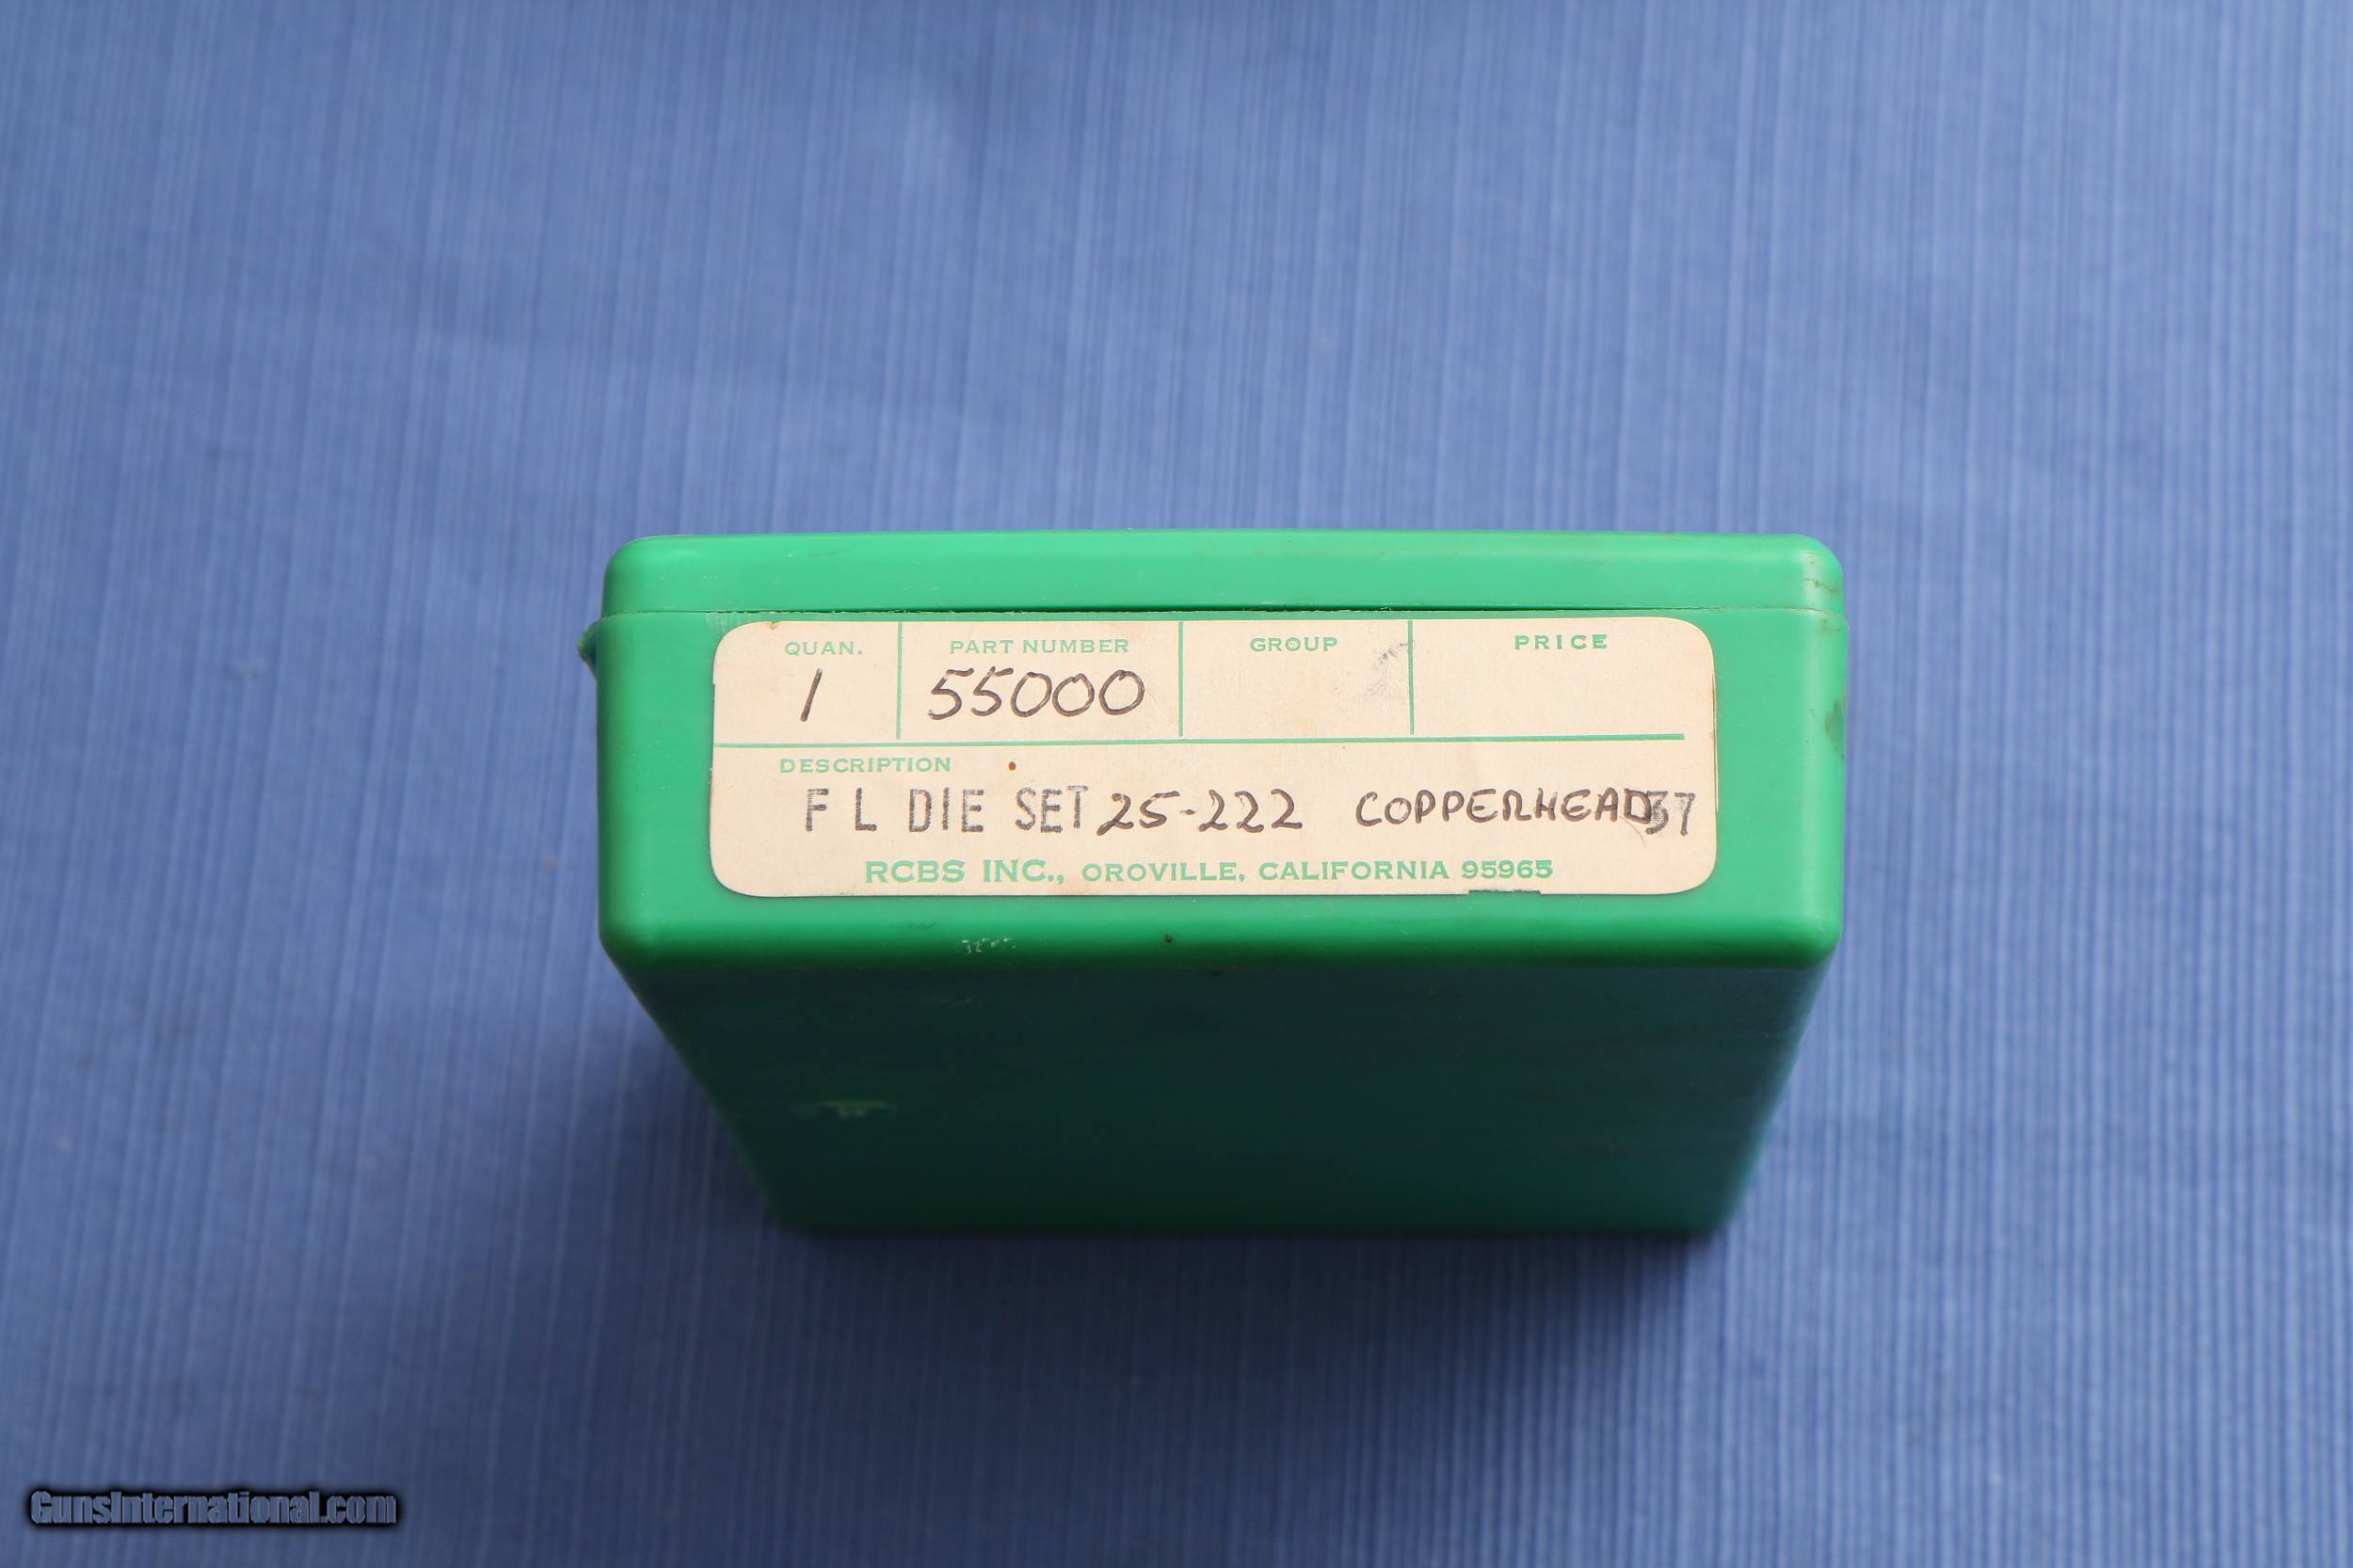 QUAN. PART NUMBER GROUP PRICE
1 55000
DESCRIPTION
F L DIE SET 25-222 COPPERHEAD 37
RCBS INC., OROVILLE, CALIFORNIA 95965
GunsInternational.com